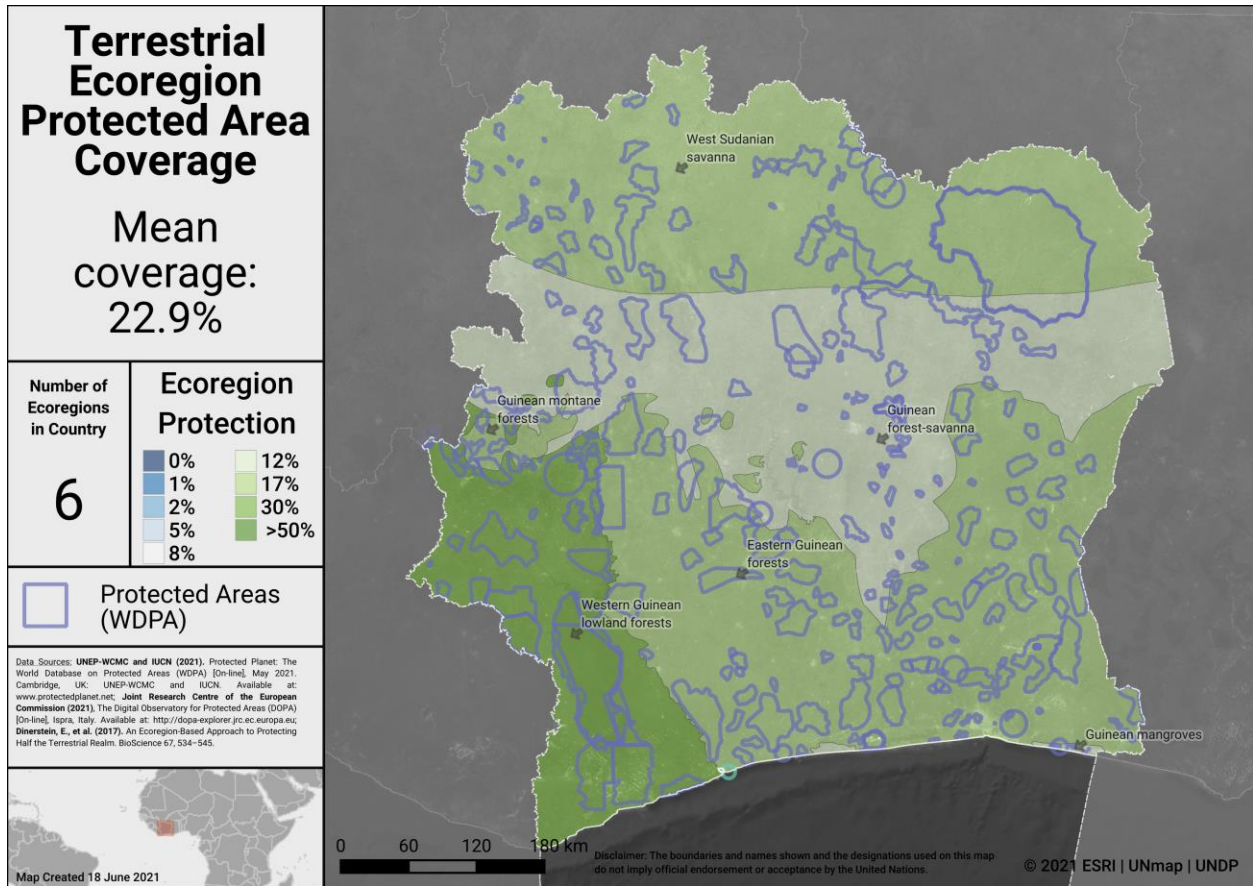 Terrestrial
Ecoregion
Protected Area
Coverage
Mean
coverage:
22.9%
Number of
Ecoregions
in Country
6
Ecoregion
Protection
0%
1%
2%
5%
8%
12%
17%
30%
>50%
Protected Areas
(WDPA)
Data Sources: UNEP-WCMC and IUCN (2021). Protected Planet: The
World Database on Protected Areas (WDPA) [On-line], May 2021.
Cambridge, UK: UNEP-WCMC and IUCN. Available at:
www.protectedplanet.net; Joint Research Centre of the European
Commission (2021), The Digital Observatory for Protected Areas (DOPA)
[On-line], Ispra, Italy. Available at: http://dopa-explorer.jrc.ec.europa.eu;
Dinerstein, E., et al. (2017). An Ecoregion-Based Approach to Protecting
Half the Terrestrial Realm. BioScience 67, 534–545.
Map Created 18 June 2021
West Sudanian
savanna
Guinean montane
forests
Guinean
forest-savanna
Eastern Guinean
forests
Western Guinean
lowland forests
Guinean mangroves
0 60 120 180 km
Disclaimer: The boundaries and names shown and the designations used on this map
do not imply official endorsement or acceptance by the United Nations.
© 2021 ESRI | UNmap | UNDP